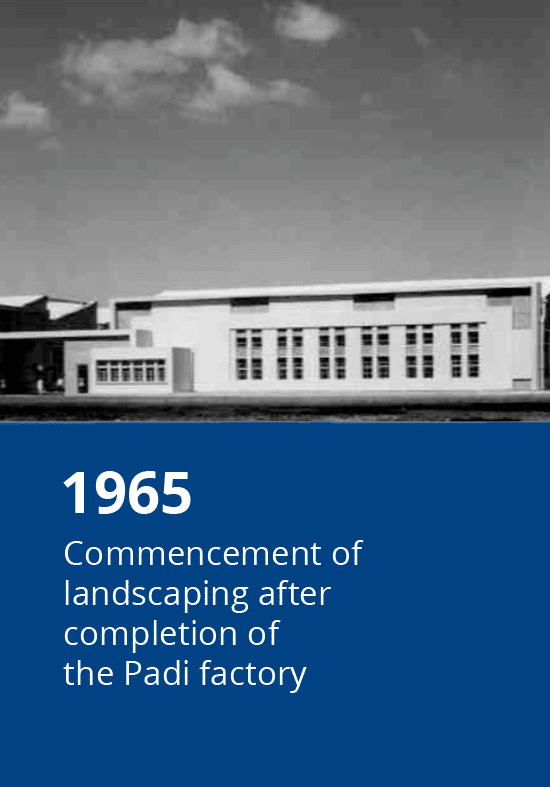 1965
Commencement of
landscaping after
completion of
the Padi factory